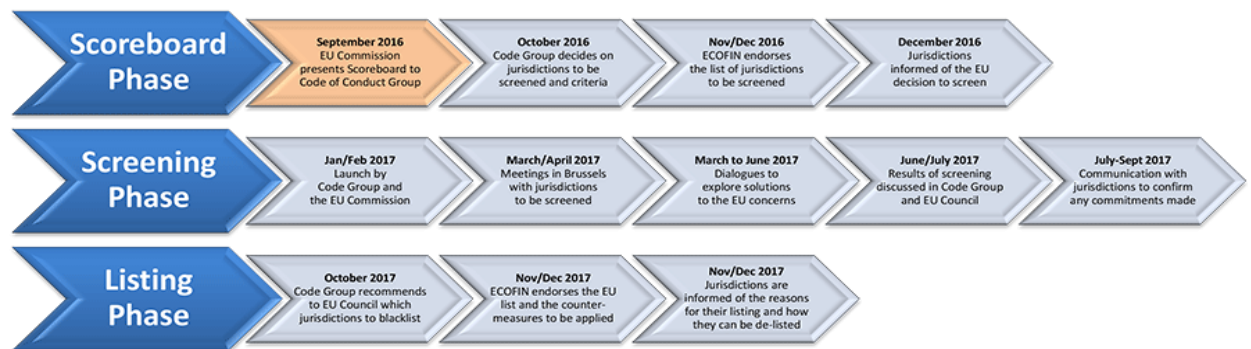 Scoreboard
Phase
September 2016
EU Commission
presents Scoreboard to
Code of Conduct Group
October 2016
Code Group decides on
jurisdictions to be
screened and criteria
Nov/Dec 2016
ECOFIN endorses
the list of jurisdictions
to be screened
December 2016
Jurisdictions
informed of the EU
decision to screen
Screening
Phase
Jan/Feb 2017
Launch by
Code Group and
the EU Commission
March/April 2017
Meetings in Brussels
with jurisdictions
to be screened
March to June 2017
Dialogues to
explore solutions
to the EU concerns
June/July 2017
Results of screening
discussed in Code Group
and EU Council
July-Sept 2017
Communication with
jurisdictions to confirm
any commitments made
Listing
Phase
October 2017
Code Group recommends
to EU Council which
jurisdictions to blacklist
Nov/Dec 2017
ECOFIN endorses the EU
list and the counter-
measures to be applied
Nov/Dec 2017
Jurisdictions are
informed of the reasons
for their listing and how
they can be de-listed